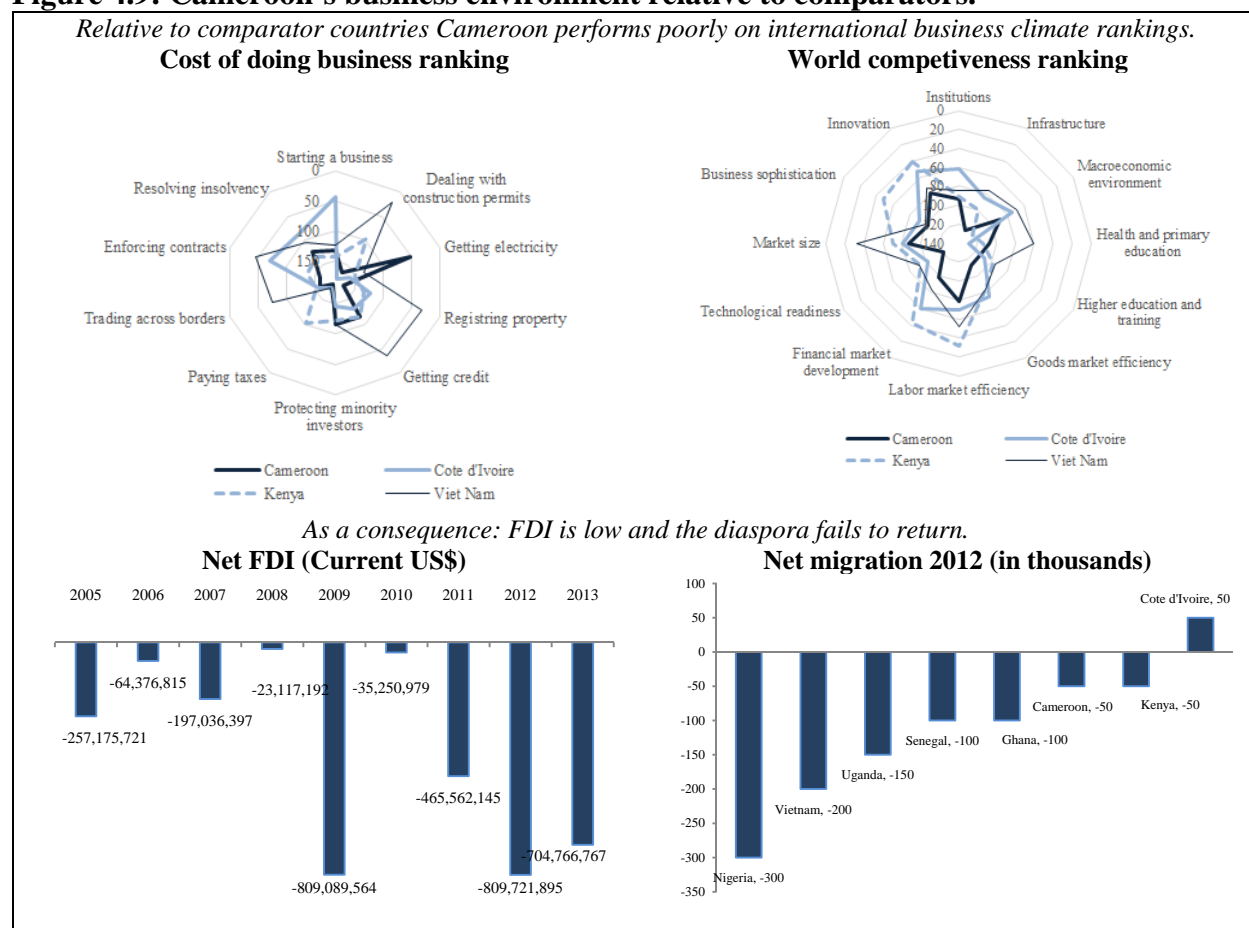 Figure 4.9: Cameroon's business environment relative to comparators.
Relative to comparator countries Cameroon performs poorly on international business climate rankings.
Cost of doing business ranking
Starting a business
Dealing with
construction permits
Getting electricity
Registring property
Getting credit
Protecting minority
investors
Paying taxes
Trading across borders
Enforcing contracts
Resolving insolvency
0
50
100
150
Cameroon
Cote d'Ivoire
Kenya
Viet Nam
World competiveness ranking
Institutions
Infrastructure
Macroeconomic
environment
Health and primary
education
Higher education and
training
Goods market efficiency
Labor market efficiency
Financial market
development
Technological readiness
Market size
Business sophistication
Innovation
0
20
40
60
80
100
120
140
Cameroon
Cote d'Ivoire
Kenya
Viet Nam
As a consequence: FDI is low and the diaspora fails to return.
Net FDI (Current US$)
2005 2006 2007 2008 2009 2010 2011 2012 2013
-257,175,721
-64,376,815
-197,036,397
-23,117,192
-809,089,564
-35,250,979
-465,562,145
-809,721,895
-704,766,767
Net migration 2012 (in thousands)
100
50
0
-50
-100
-150
-200
-250
-300
-350
Nigeria, -300
Vietnam, -200
Uganda, -150
Senegal, -100
Ghana, -100
Cameroon, -50
Kenya, -50
Cote d'Ivoire, 50